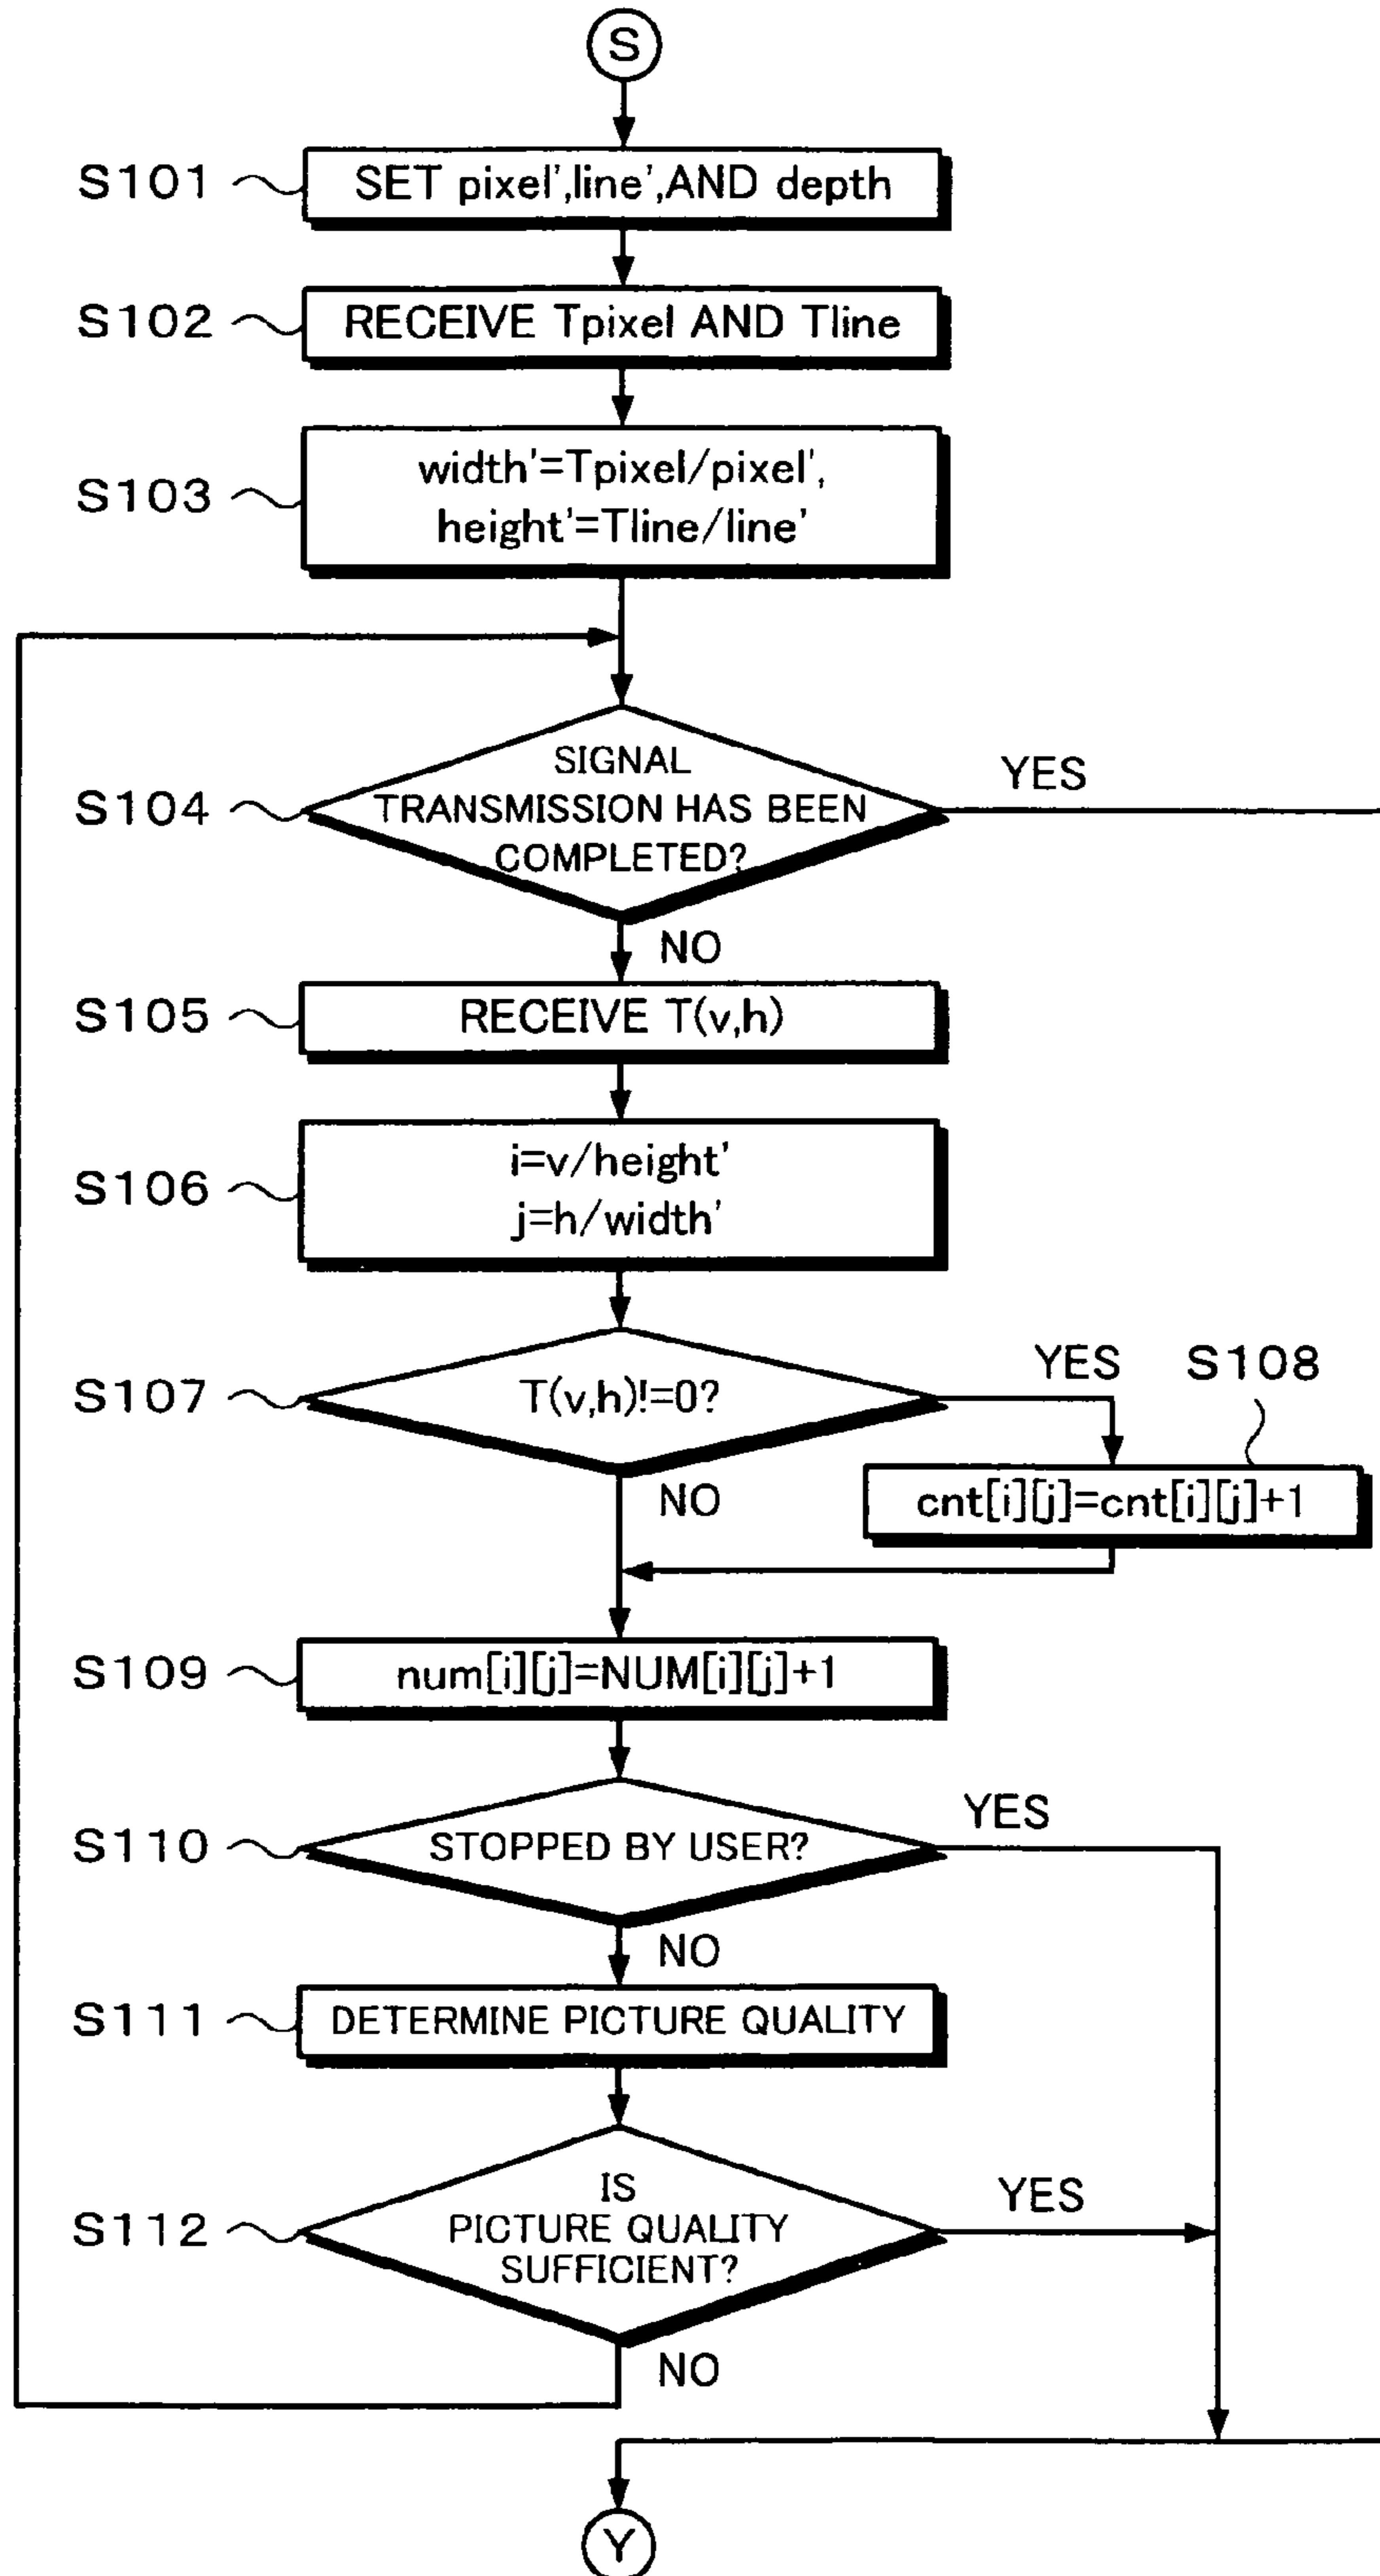 S
S101
SET pixel',line',AND depth
S102
RECEIVE Tpixel AND Tline
S103
width'=Tpixel/pixel',
height'=Tline/line'
S104
SIGNAL
TRANSMISSION HAS BEEN
COMPLETED?
YES
NO
S105
RECEIVE T(v,h)
S106
i=v/height'
j=h/width'
S107
T(v,h)!=0?
YES
S108
NO
cnt[i][j]=cnt[i][j]+1
S109
num[i][j]=NUM[i][j]+1
S110
STOPPED BY USER?
YES
NO
S111
DETERMINE PICTURE QUALITY
S112
IS
PICTURE QUALITY
SUFFICIENT?
YES
NO
Y